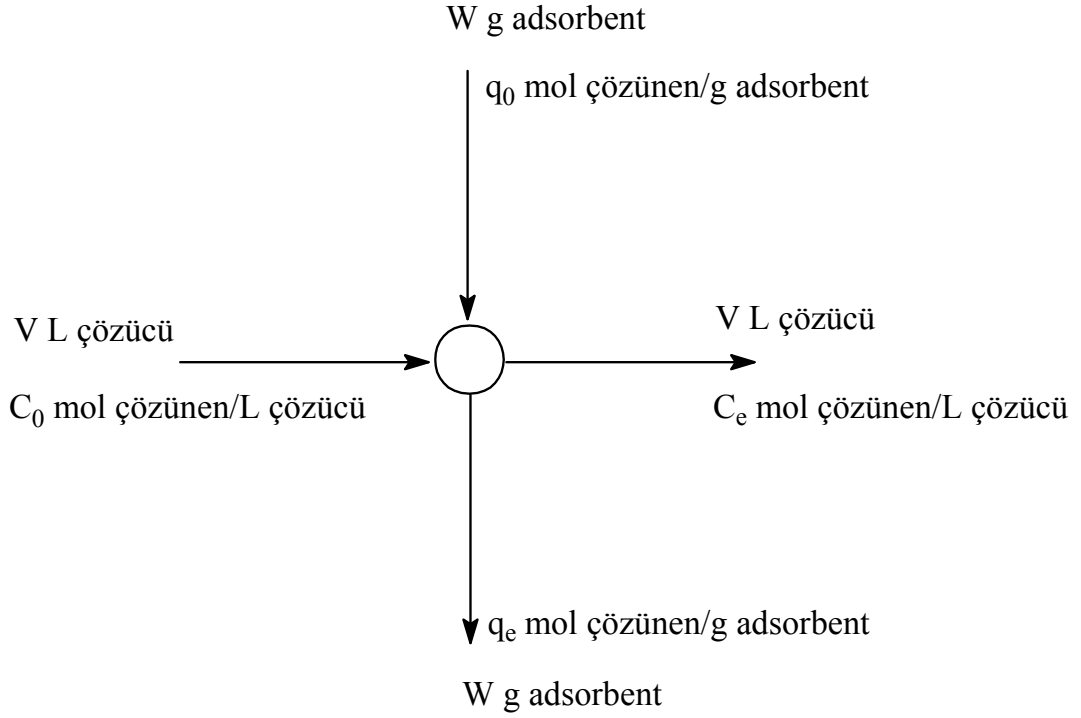 W g adsorbent
q₀ mol çözünen/g adsorbent
V L çözücü
C₀ mol çözünen/L çözücü
V L çözücü
Cₑ mol çözünen/L çözücü
qₑ mol çözünen/g adsorbent
W g adsorbent